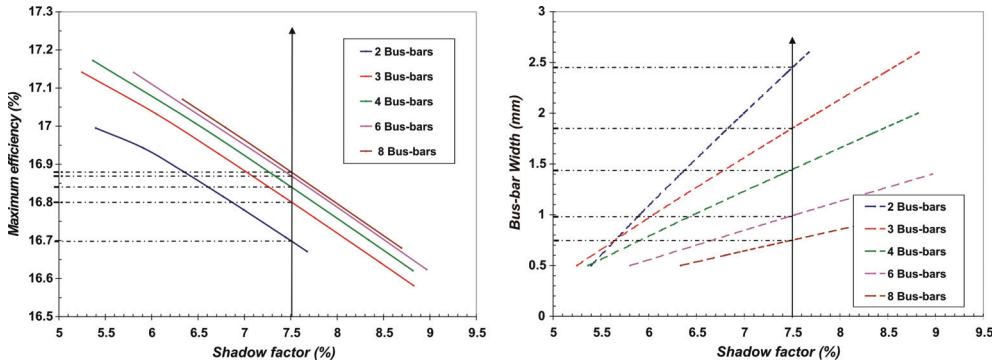 17.3
17.2
17.1
17
16.9
16.8
16.7
16.6
16.5
Maximum efficiency (%)
5
5.5
6
6.5
7
7.5
8
8.5
9
9.5
Shadow factor (%)
2 Bus-bars
3 Bus-bars
4 Bus-bars
6 Bus-bars
8 Bus-bars
3
2.5
2
1.5
1
0.5
0
Bus-bar Width (mm)
5
5.5
6
6.5
7
7.5
8
8.5
9
9.5
Shadow factor (%)
2 Bus-bars
3 Bus-bars
4 Bus-bars
6 Bus-bars
8 Bus-bars